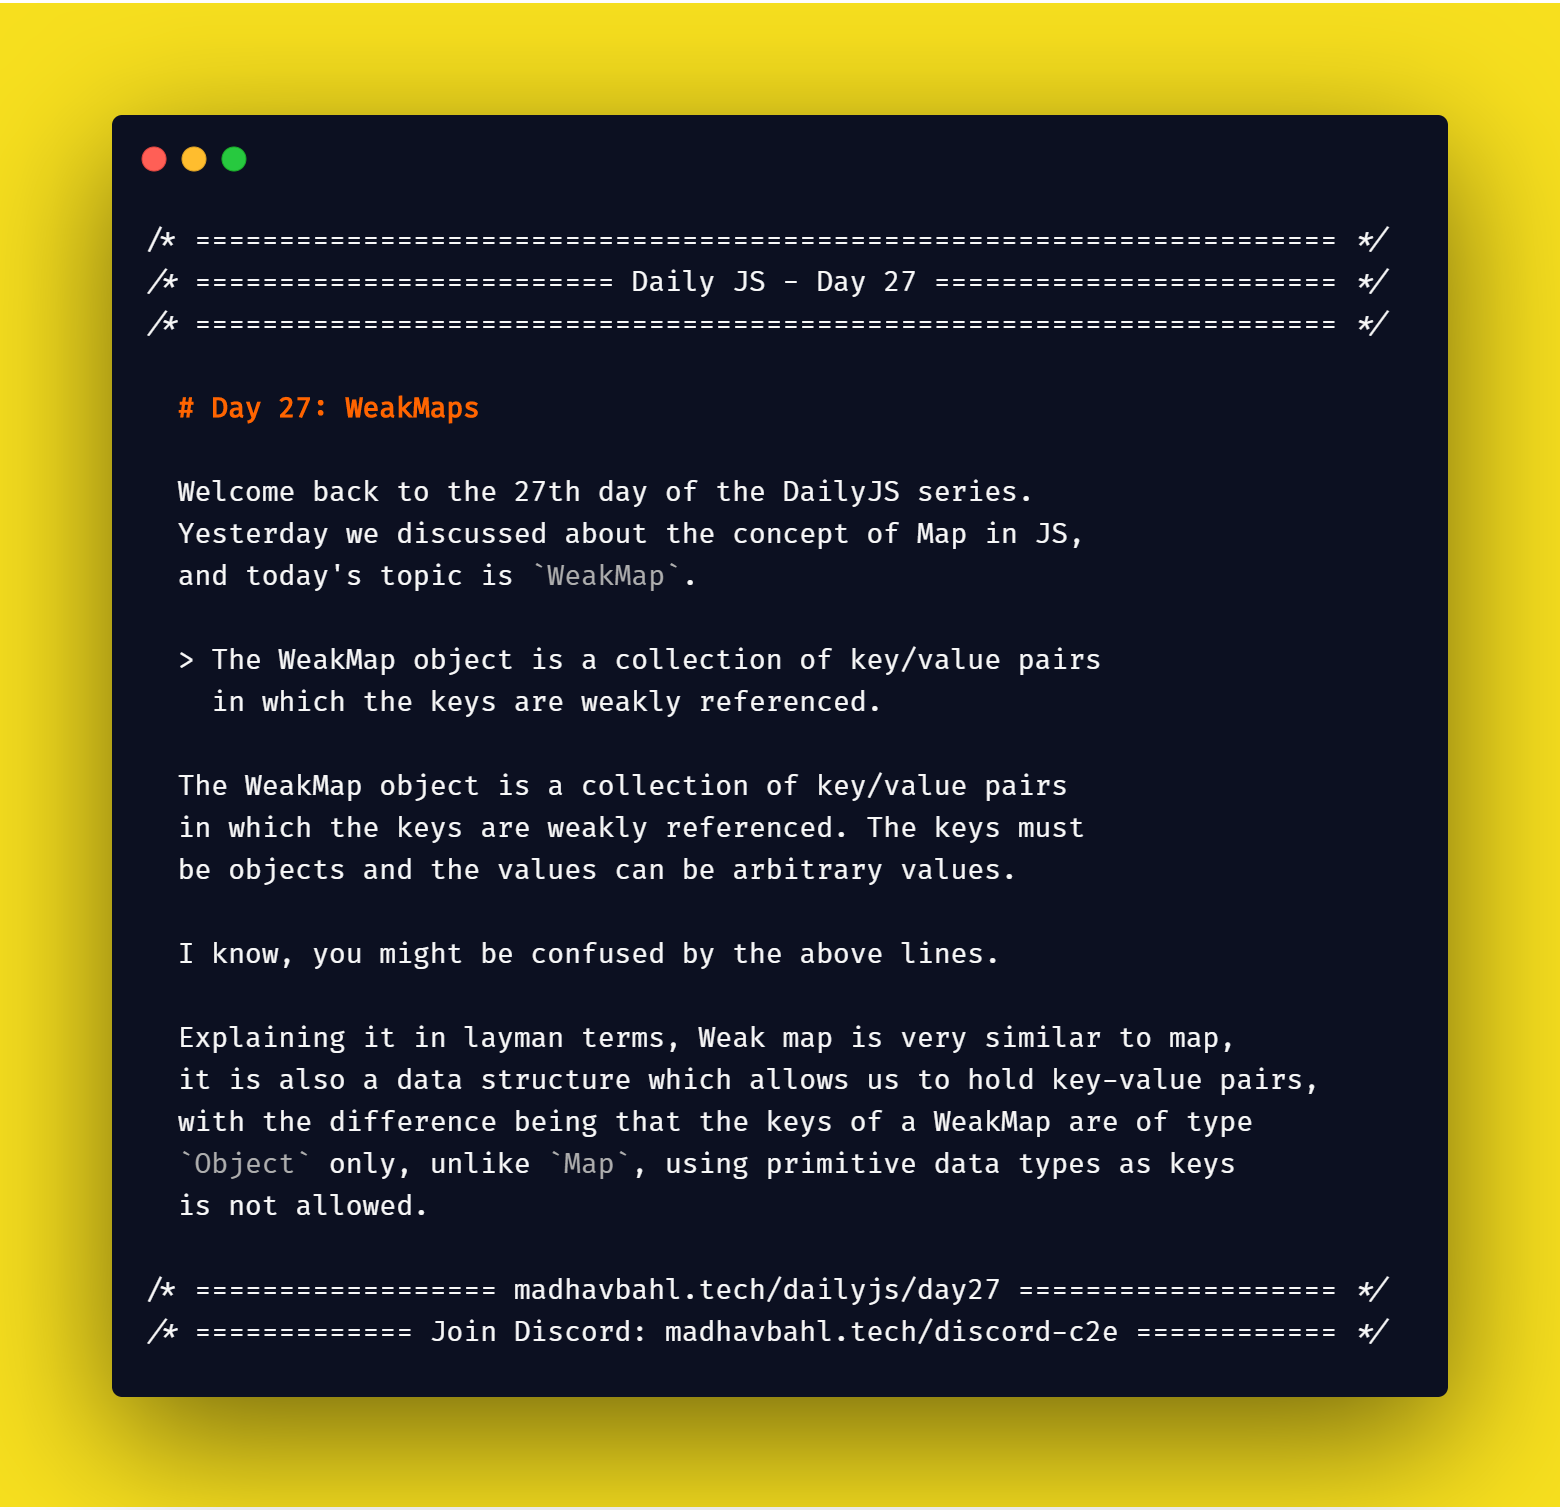 /* ==================================================================== */
/* ========================= Daily JS - Day 27 ======================== */
/* ==================================================================== */
# Day 27: WeakMaps
Welcome back to the 27th day of the DailyJS series.
Yesterday we discussed about the concept of Map in JS,
and today's topic is `WeakMap`.
> The WeakMap object is a collection of key/value pairs
in which the keys are weakly referenced.
The WeakMap object is a collection of key/value pairs
in which the keys are weakly referenced. The keys must
be objects and the values can be arbitrary values.
I know, you might be confused by the above lines.
Explaining it in layman terms, Weak map is very similar to map,
it is also a data structure which allows us to hold key-value pairs,
with the difference being that the keys of a WeakMap are of type
`Object` only, unlike `Map`, using primitive data types as keys
is not allowed.
/* ================== madhavbahl.tech/dailyjs/day27 =================== */
/* ============= Join Discord: madhavbahl.tech/discord-c2e ============ */